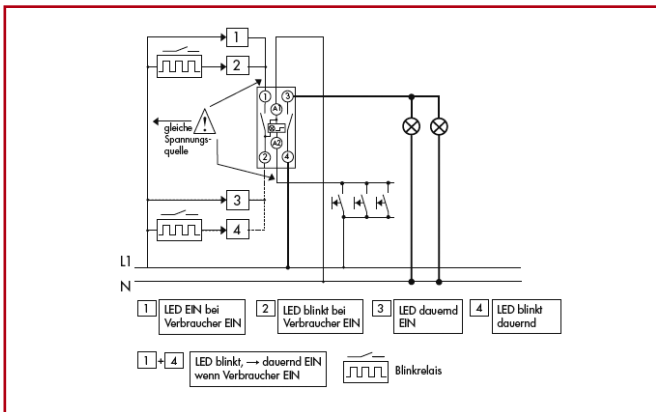 1
2
1
3
A1
gleiche
Spannungs-
quelle
A2
2
4
3
4
L1
N
1 LED EIN bei
Verbraucher EIN
2 LED blinkt bei
Verbraucher EIN
3 LED dauernd
EIN
4 LED blinkt
dauernd
1 + 4 LED blinkt, → dauernd EIN
wenn Verbraucher EIN
Blinkrelais